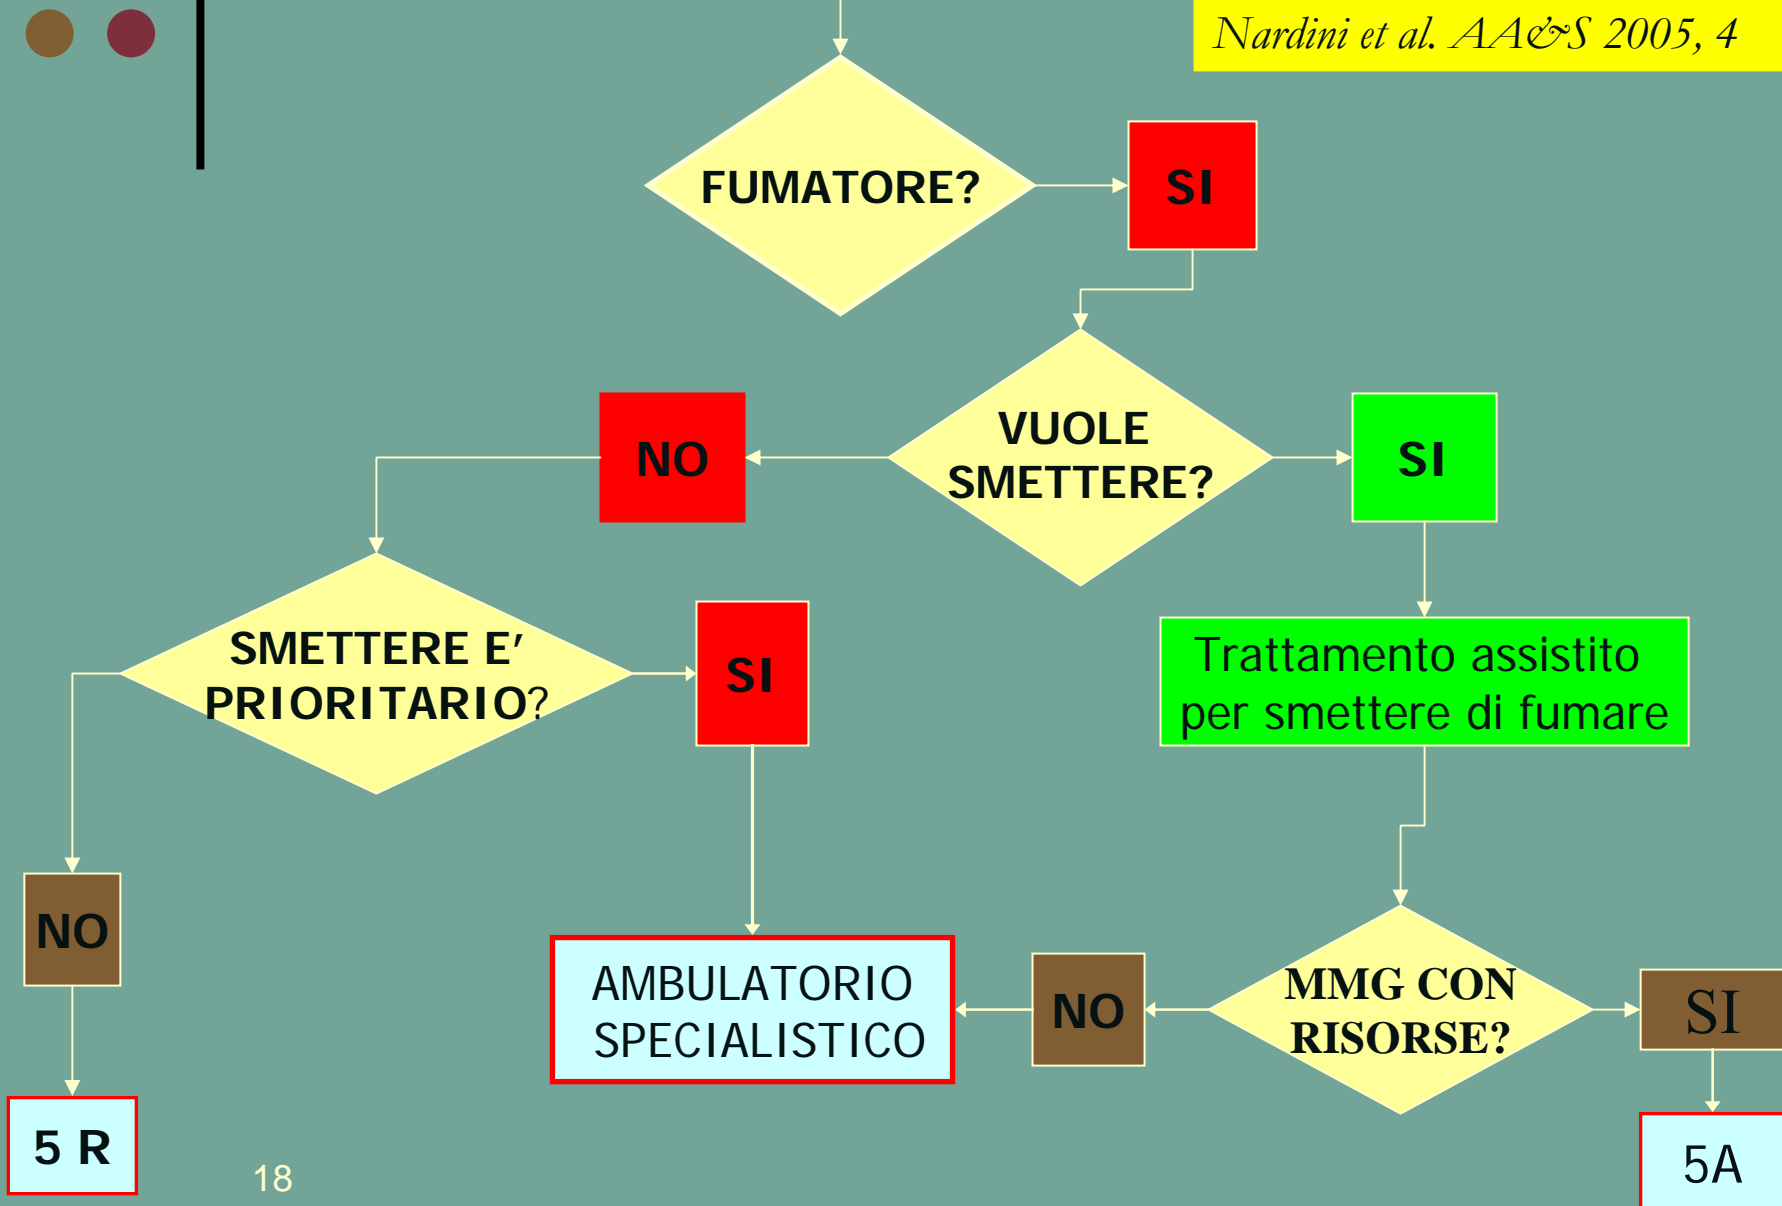 Nardini et al. AA&S 2005, 4
FUMATORE?
SI
VUOLE
SMETTERE?
NO
SI
SMETTERE E'
PRIORITARIO?
SI
Trattamento assistito
per smettere di fumare
NO
AMBULATORIO
SPECIALISTICO
NO
MMG CON
RISORSE?
SI
5 R
18
5A